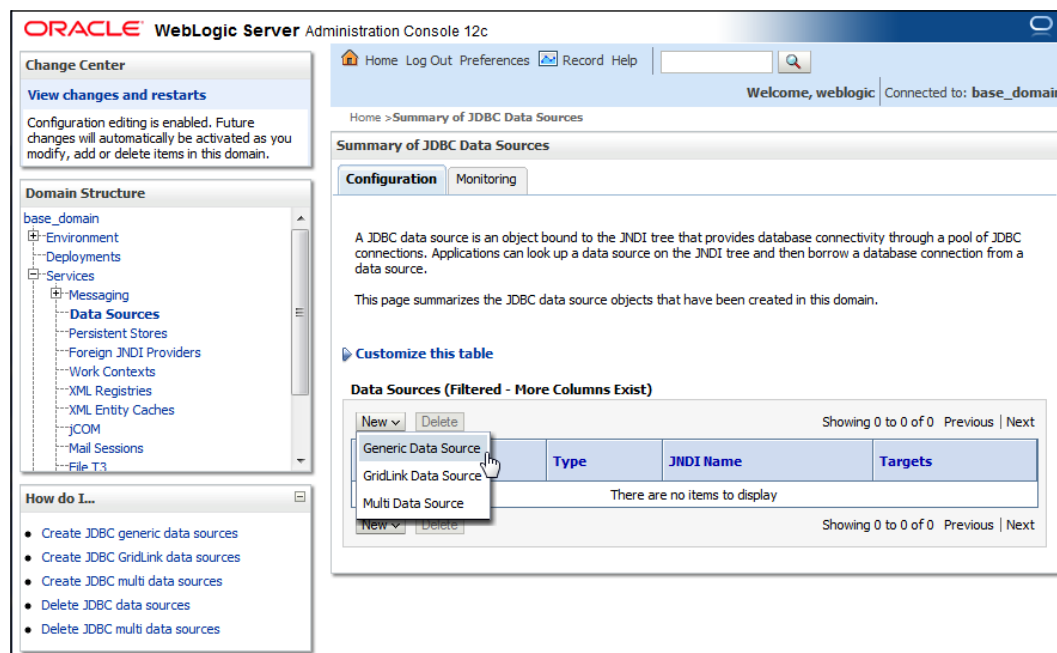 ORACLE WebLogic Server Administration Console 12c
Change Center
View changes and restarts
Configuration editing is enabled. Future
changes will automatically be activated as you
modify, add or delete items in this domain.
Domain Structure
base_domain
Environment
Deployments
Services
Messaging
Data Sources
Persistent Stores
Foreign JNDI Providers
Work Contexts
XML Registries
XML Entity Caches
jCOM
Mail Sessions
File T3
How do I...
Create JDBC generic data sources
Create JDBC GridLink data sources
Create JDBC multi data sources
Delete JDBC data sources
Delete JDBC multi data sources
Home Log Out Preferences Record Help
Welcome, weblogic Connected to: base_domain
Home >Summary of JDBC Data Sources
Summary of JDBC Data Sources
Configuration Monitoring
A JDBC data source is an object bound to the JNDI tree that provides database connectivity through a pool of JDBC
connections. Applications can look up a data source on the JNDI tree and then borrow a database connection from a
data source.
This page summarizes the JDBC data source objects that have been created in this domain.
Customize this table
Data Sources (Filtered - More Columns Exist)
New Delete Showing 0 to 0 of 0 Previous | Next
Generic Data Source
GridLink Data Source
Multi Data Source
Type JNDI Name Targets
There are no items to display
New Delete Showing 0 to 0 of 0 Previous | Next